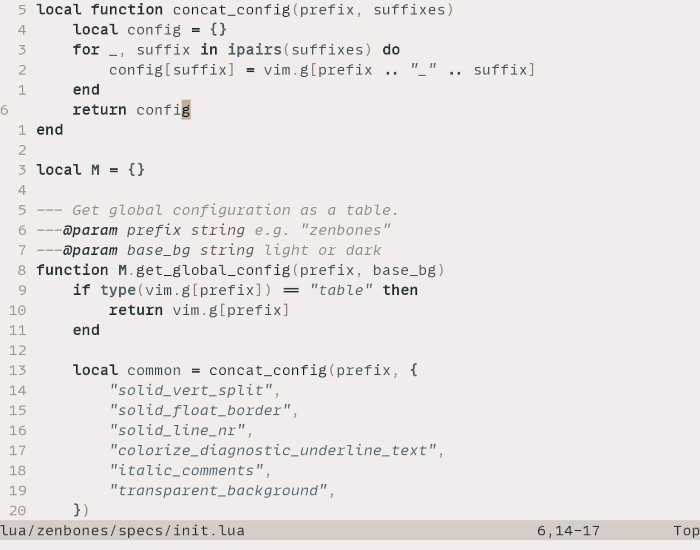 5 local function concat_config(prefix, suffixes)
4     local config = {}
3     for _, suffix in ipairs(suffixes) do
2         config[suffix] = vim.g[prefix .. "_" .. suffix]
1     end
6     return config
1 end
2
3 local M = {}
4
5 --- Get global configuration as a table.
6 ---@param prefix string e.g. "zenbones"
7 ---@param base_bg string light or dark
8 function M.get_global_config(prefix, base_bg)
9     if type(vim.g[prefix]) == "table" then
10         return vim.g[prefix]
11     end
12
13     local common = concat_config(prefix, {
14         "solid_vert_split",
15         "solid_float_border",
16         "solid_line_nr",
17         "colorize_diagnostic_underline_text",
18         "italic_comments",
19         "transparent_background",
20     })
lua/zenbones/specs/init.lua 6,14-17 Top